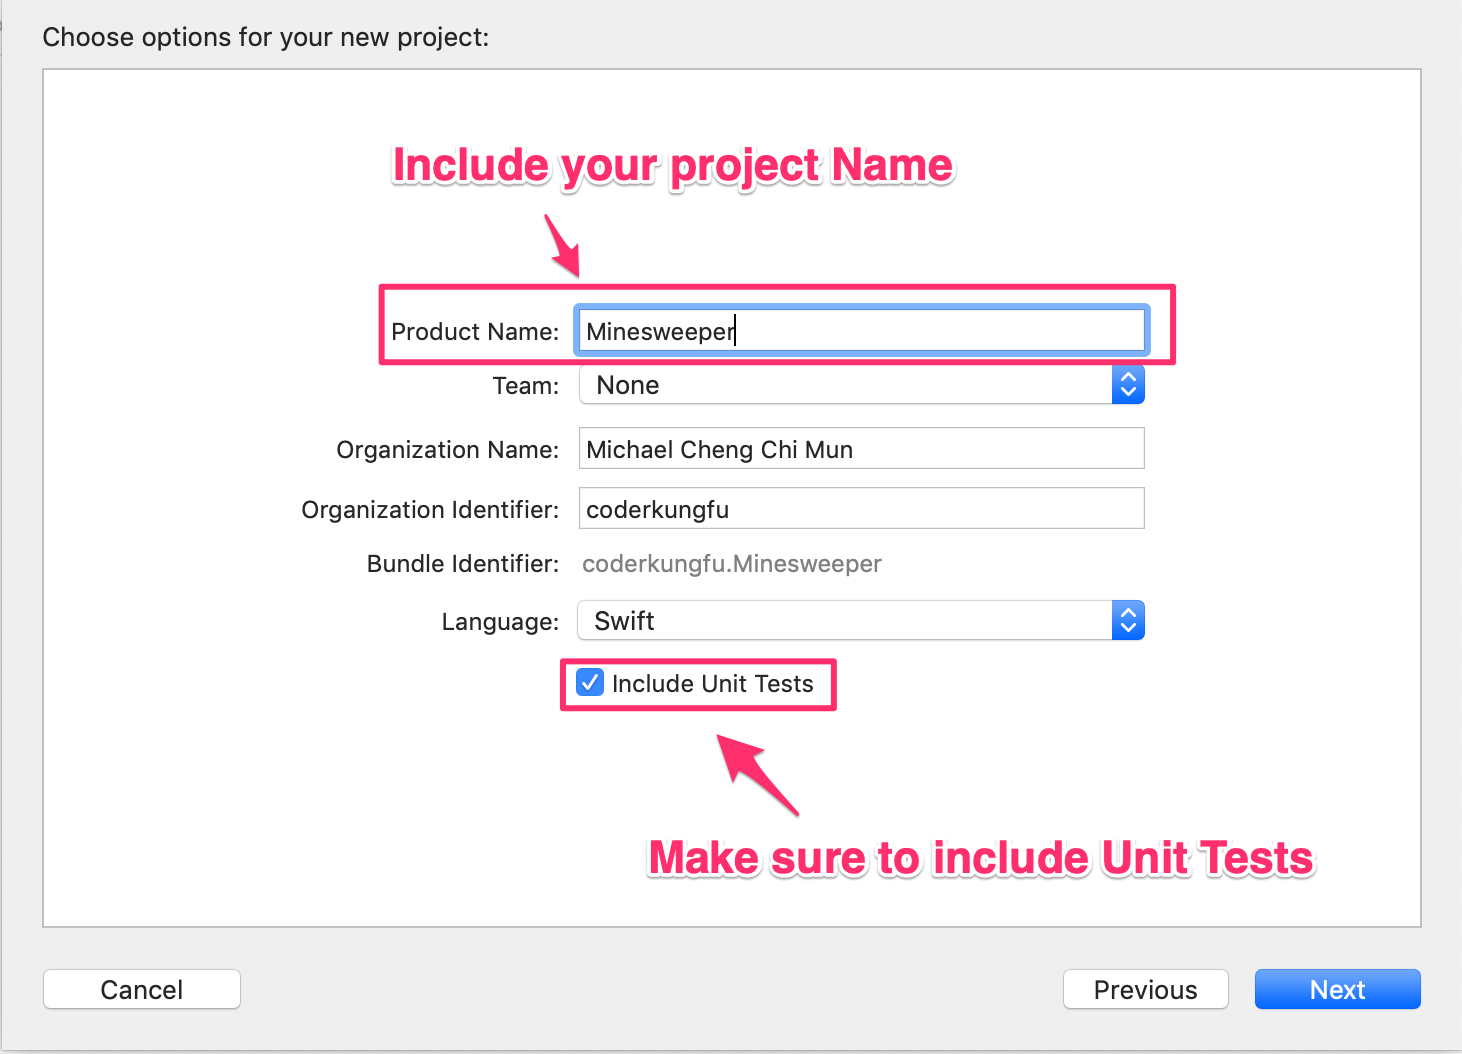 Choose options for your new project:
Include your project Name
Product Name: Minesweeper
Team: None
Organization Name: Michael Cheng Chi Mun
Organization Identifier: coderkungfu
Bundle Identifier: coderkungfu.Minesweeper
Language: Swift
Include Unit Tests
Make sure to include Unit Tests
Cancel Previous Next